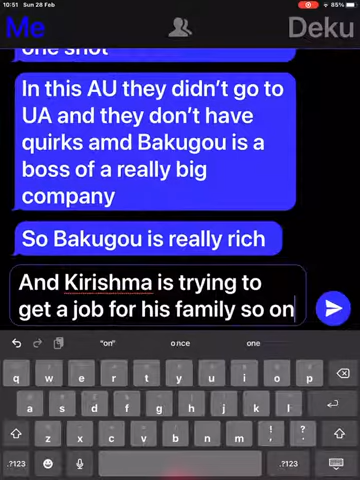 10:51 Sun 28 Feb 85%
Me Deku
one shot
In this AU they didn't go to
UA and they don't have
quirks amd Bakugou is a
boss of a really big
company
So Bakugou is really rich
And Kirishma is trying to
get a job for his family so on
"on" once one
q w e r t y u i o p
a s d f g h j k l
z x c v b n m ! , ? .
.?123 .?123